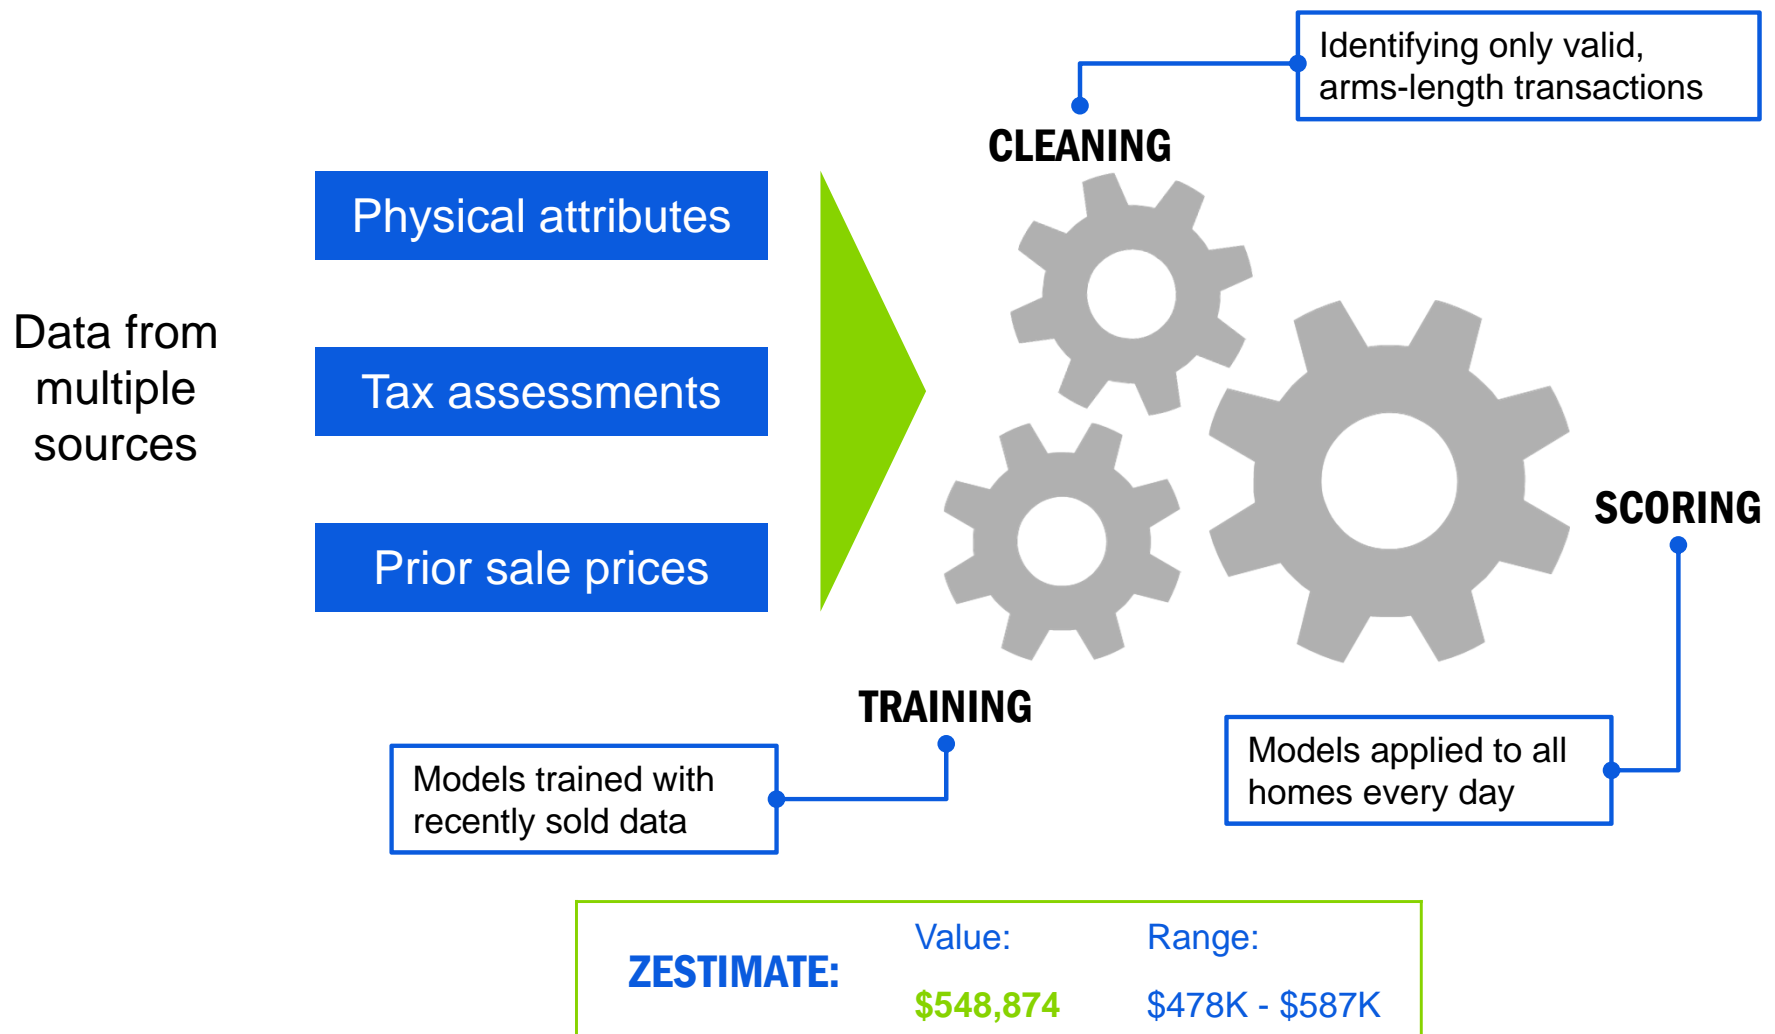 Identifying only valid,
arms-length transactions
CLEANING
Physical attributes
Data from
multiple
sources
Tax assessments
Prior sale prices
SCORING
TRAINING
Models trained with
recently sold data
Models applied to all
homes every day
ZESTIMATE:
Value:
$548,874
Range:
$478K - $587K